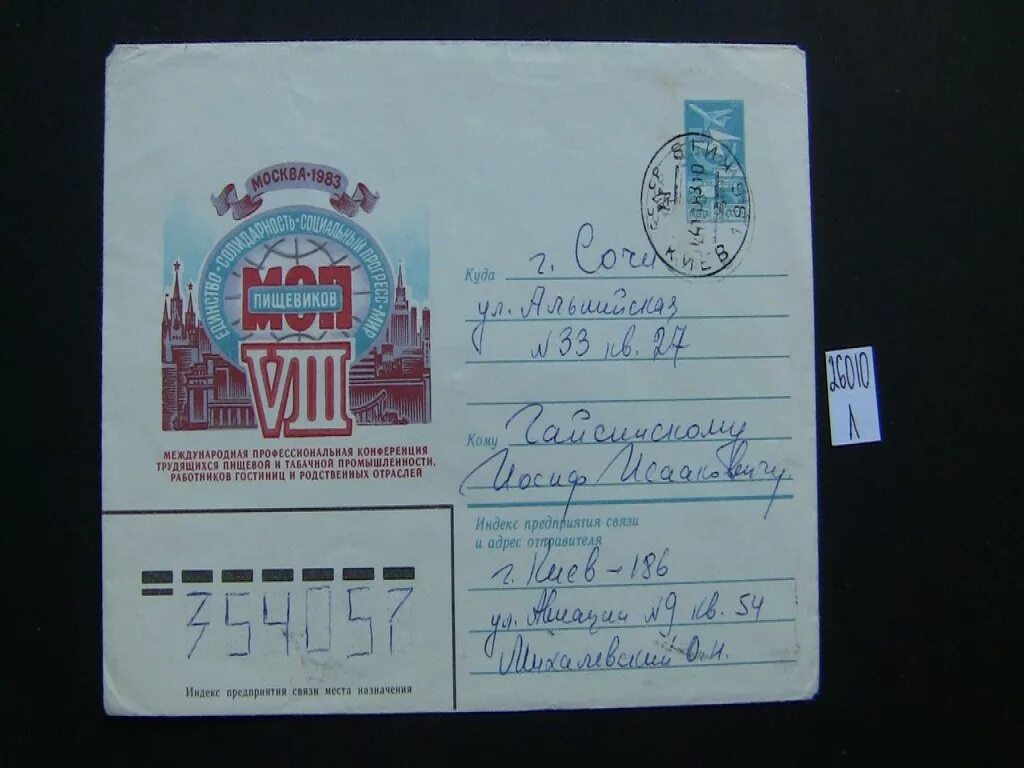 МОСКВА·1983
ЕДИНСТВО·СОЛИДАРНОСТЬ·СОЦИАЛЬНЫЙ ПРОГРЕСС·МИР
МОП
ПИЩЕВИКОВ
VIII
МЕЖДУНАРОДНАЯ ПРОФЕССИОНАЛЬНАЯ КОНФЕРЕНЦИЯ
ТРУДЯЩИХСЯ ПИЩЕВОЙ И ТАБАЧНОЙ ПРОМЫШЛЕННОСТИ,
РАБОТНИКОВ ГОСТИНИЦ И РОДСТВЕННЫХ ОТРАСЛЕЙ
СССР
КИЕВ
Куда г. Сочи
ул. Альпийская
N33 кв. 27
Кому Гайсинскому
Иосиф Исааковичу
Индекс предприятия связи
и адрес отправителя
г. Киев-186
ул. Авиации N9 кв. 54
Михалевский О.Н.
354057
Индекс предприятия связи места назначения
26010
Л